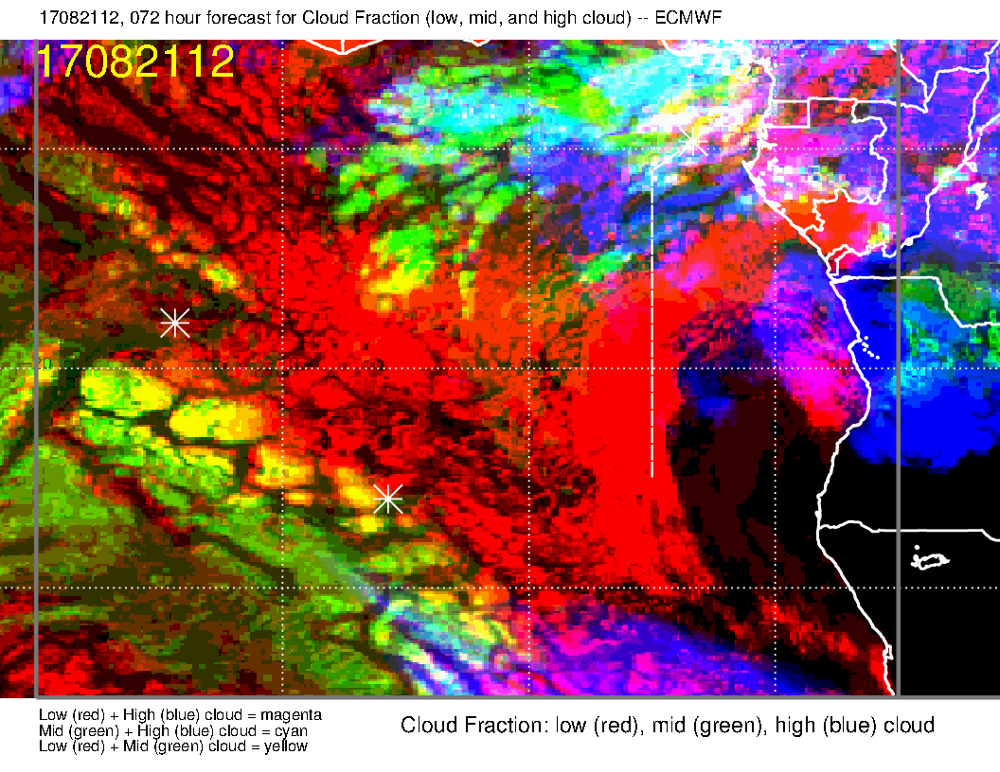 17082112, 072 hour forecast for Cloud Fraction (low, mid, and high cloud) -- ECMWF
17082112
0
Low (red) + High (blue) cloud = magenta
Mid (green) + High (blue) cloud = cyan
Low (red) + Mid (green) cloud = yellow
Cloud Fraction: low (red), mid (green), high (blue) cloud